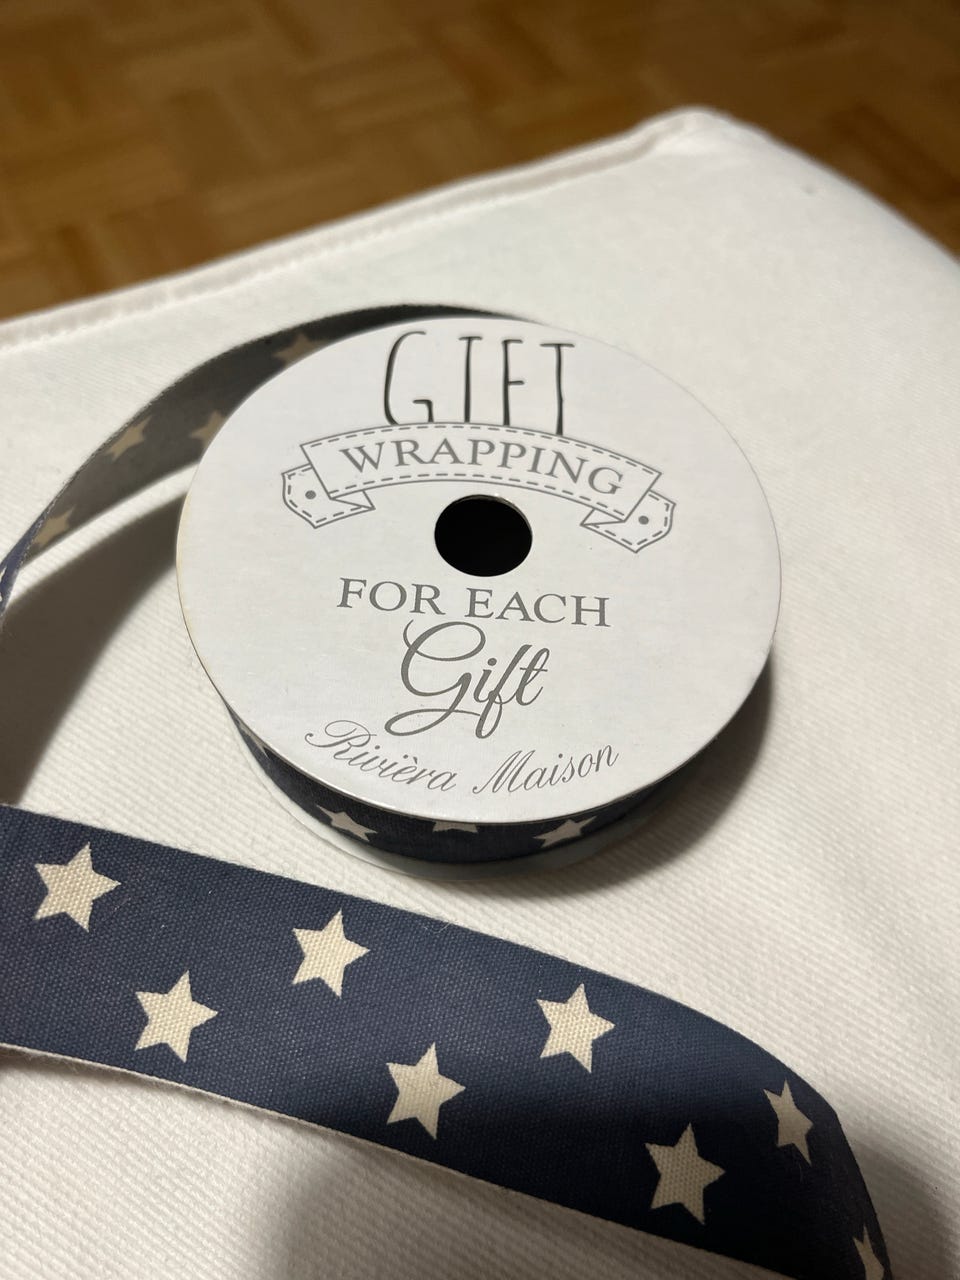 GIFT
WRAPPING
FOR EACH
Gift
Rivièra Maison